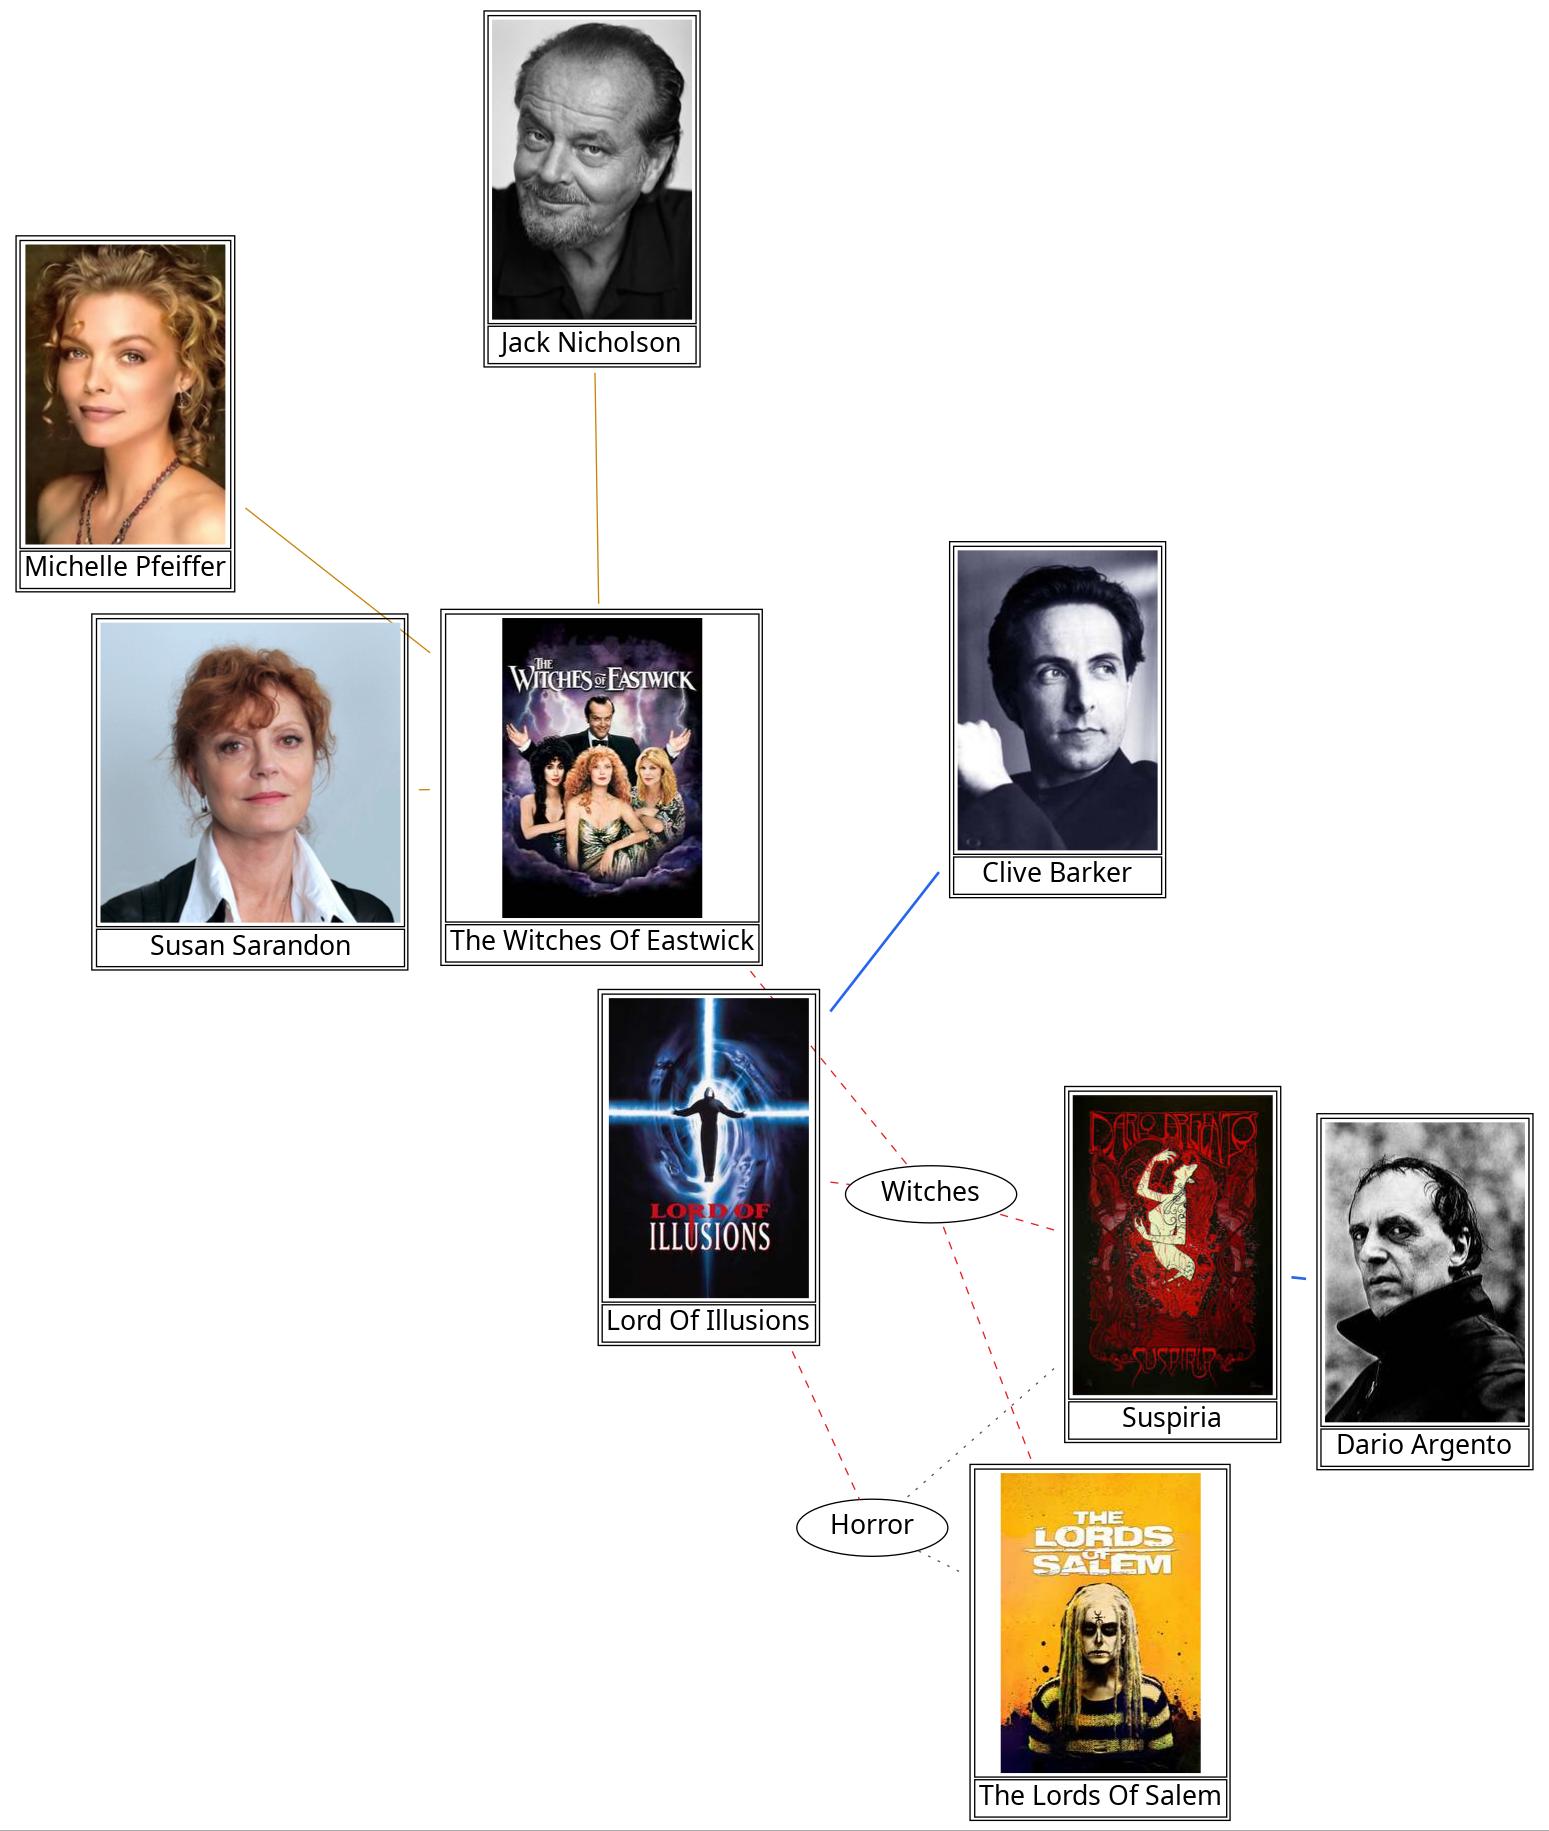 Jack Nicholson
Michelle Pfeiffer
THE
WITCHES OF EASTWICK
Susan Sarandon
The Witches Of Eastwick
Clive Barker
LORD OF
ILLUSIONS
Lord Of Illusions
Witches
DARIO ARGENTO'S
SUSPIRIA
Suspiria
Dario Argento
Horror
THE
LORDS
OF
SALEM
The Lords Of Salem